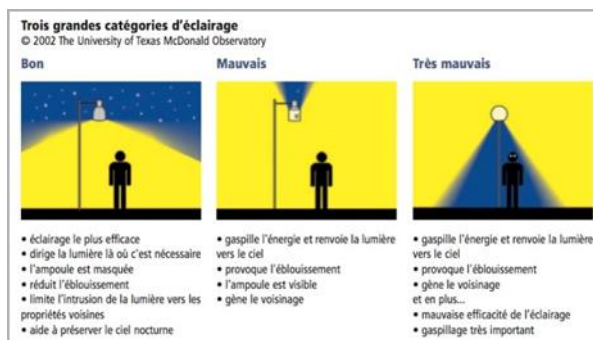 Trois grandes catégories d'éclairage
© 2002 The University of Texas McDonald Observatory
Bon
• éclairage le plus efficace
• dirige la lumière là où c'est nécessaire
• l'ampoule est masquée
• réduit l'éblouissement
• limite l'intrusion de la lumière vers les
propriétés voisines
• aide à préserver le ciel nocturne
Mauvais
• gaspille l'énergie et renvoie la lumière
vers le ciel
• provoque l'éblouissement
• l'ampoule est visible
• gêne le voisinage
Très mauvais
• gaspille l'énergie et renvoie la lumière
vers le ciel
• provoque l'éblouissement
• gêne le voisinage
et en plus...
• mauvaise efficacité de l'éclairage
• gaspillage très important